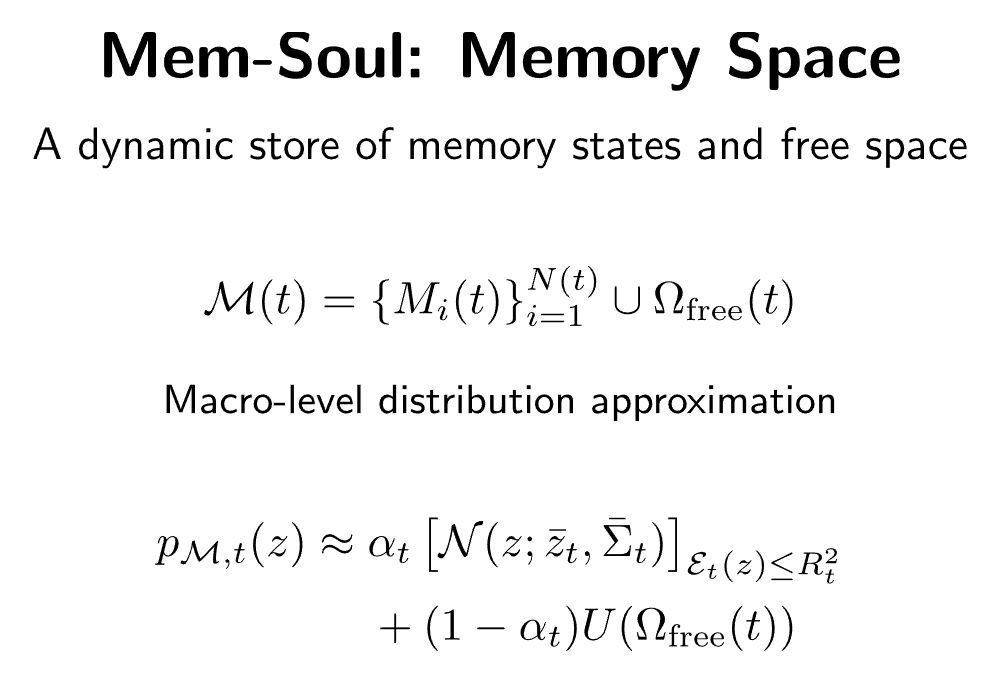 Mem-Soul: Memory Space
A dynamic store of memory states and free space
ℳ(t) = {M_i(t)}_{i=1}^{N(t)} ∪ Ω_free(t)
Macro-level distribution approximation
p_{ℳ,t}(z) ≈ α_t [𝒩(z; z̄_t, Σ̄_t)]_{ℰ_t(z)≤R_t^2}
+ (1 − α_t)U(Ω_free(t))